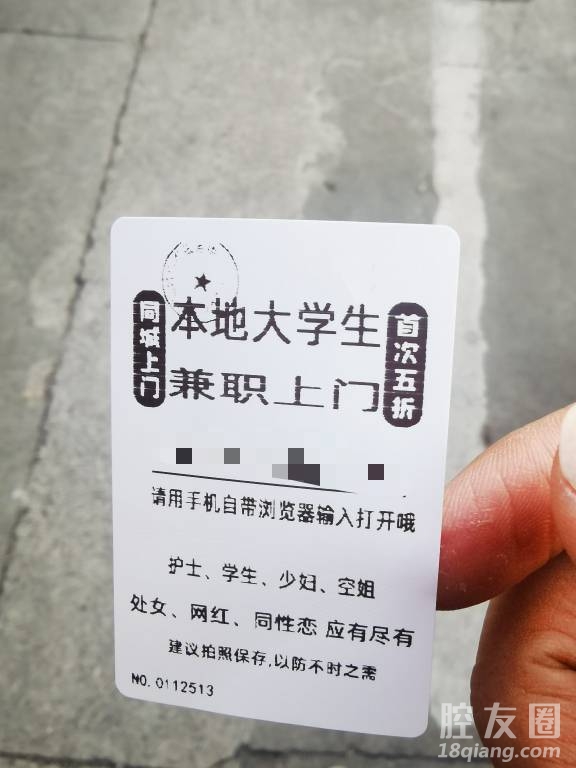 同城上门
本地大学生
兼职上门
首次五折
请用手机自带浏览器输入打开哦
护士、学生、少妇、空姐
处女、网红、同性恋 应有尽有
建议拍照保存,以防不时之需
NO. 0112513
腔友圈
18qiang.com